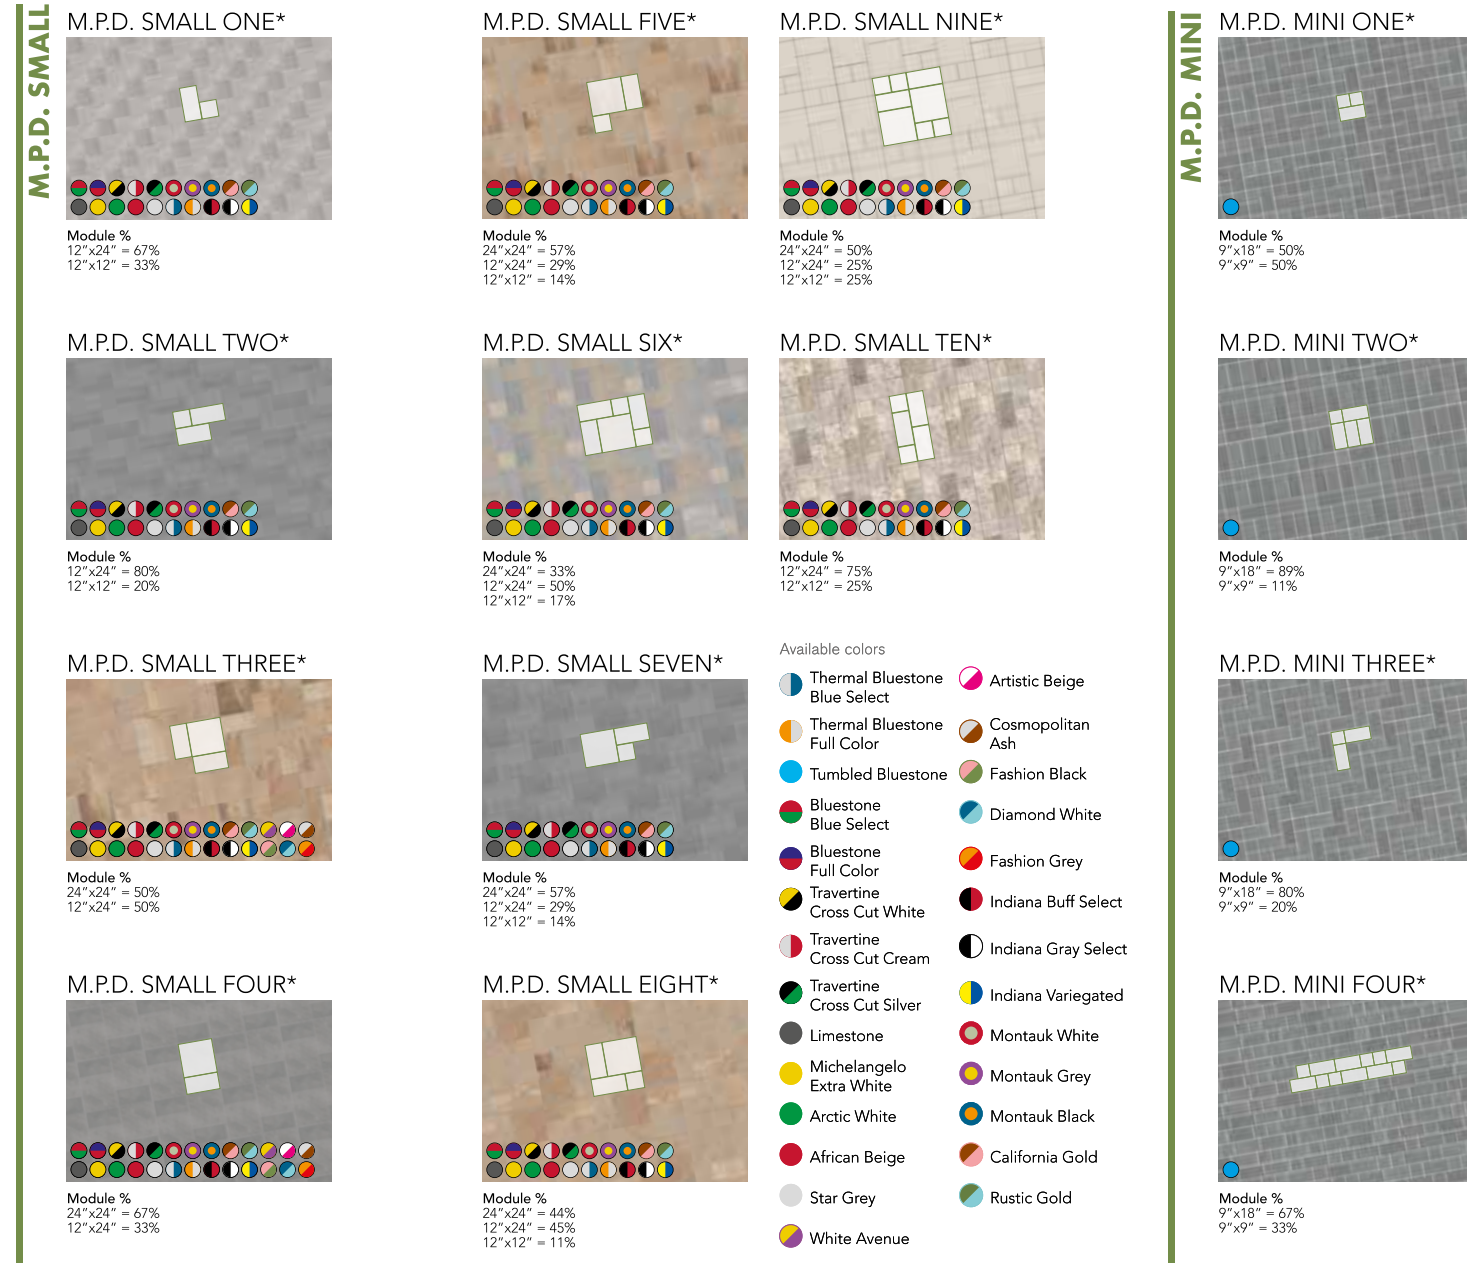 M.P.D. SMALL
M.P.D. SMALL ONE*
Module %
12”x24” = 67%
12”x12” = 33%
M.P.D. SMALL TWO*
Module %
12”x24” = 80%
12”x12” = 20%
M.P.D. SMALL THREE*
Module %
24”x24” = 50%
12”x24” = 50%
M.P.D. SMALL FOUR*
Module %
24”x24” = 67%
12”x24” = 33%
M.P.D. SMALL FIVE*
Module %
24”x24” = 57%
12”x24” = 29%
12”x12” = 14%
M.P.D. SMALL SIX*
Module %
24”x24” = 33%
12”x24” = 50%
12”x12” = 17%
M.P.D. SMALL SEVEN*
Module %
24”x24” = 57%
12”x24” = 29%
12”x12” = 14%
M.P.D. SMALL EIGHT*
Module %
24”x24” = 44%
12”x24” = 45%
12”x12” = 11%
M.P.D. SMALL NINE*
Module %
24”x24” = 50%
12”x24” = 25%
12”x12” = 25%
M.P.D. SMALL TEN*
Module %
12”x24” = 75%
12”x12” = 25%
Available colors
Thermal Bluestone
Blue Select
Thermal Bluestone
Full Color
Tumbled Bluestone
Bluestone
Blue Select
Bluestone
Full Color
Travertine
Cross Cut White
Travertine
Cross Cut Cream
Travertine
Cross Cut Silver
Limestone
Michelangelo
Extra White
Arctic White
African Beige
Star Grey
White Avenue
Artistic Beige
Cosmopolitan
Ash
Fashion Black
Diamond White
Fashion Grey
Indiana Buff Select
Indiana Gray Select
Indiana Variegated
Montauk White
Montauk Grey
Montauk Black
California Gold
Rustic Gold
M.P.D. MINI
M.P.D. MINI ONE*
Module %
9”x18” = 50%
9”x9” = 50%
M.P.D. MINI TWO*
Module %
9”x18” = 89%
9”x9” = 11%
M.P.D. MINI THREE*
Module %
9”x18” = 80%
9”x9” = 20%
M.P.D. MINI FOUR*
Module %
9”x18” = 67%
9”x9” = 33%